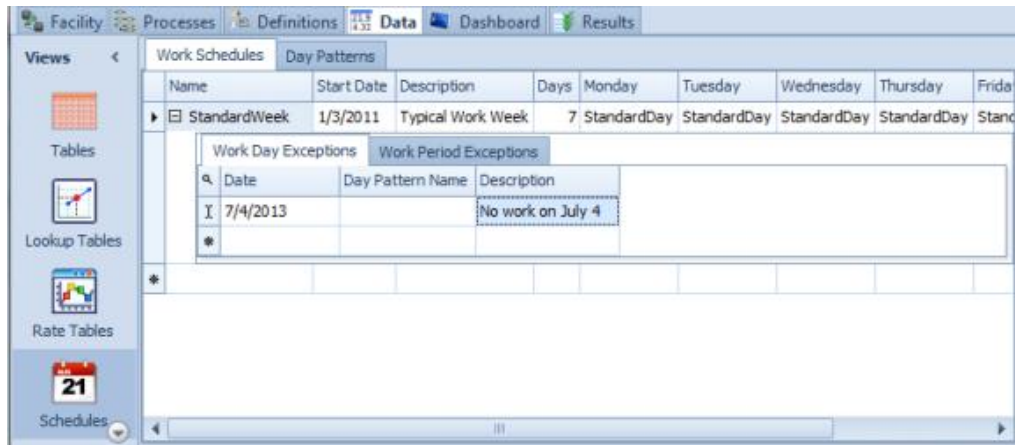 Facility Processes Definitions Data Dashboard Results
Views <
Work Schedules Day Patterns
Name Start Date Description Days Monday Tuesday Wednesday Thursday Frida
StandardWeek 1/3/2011 Typical Work Week 7 StandardDay StandardDay StandardDay StandardDay Stand
Work Day Exceptions Work Period Exceptions
Date Day Pattern Name Description
7/4/2013 No work on July 4
Tables
Lookup Tables
Rate Tables
21
Schedules